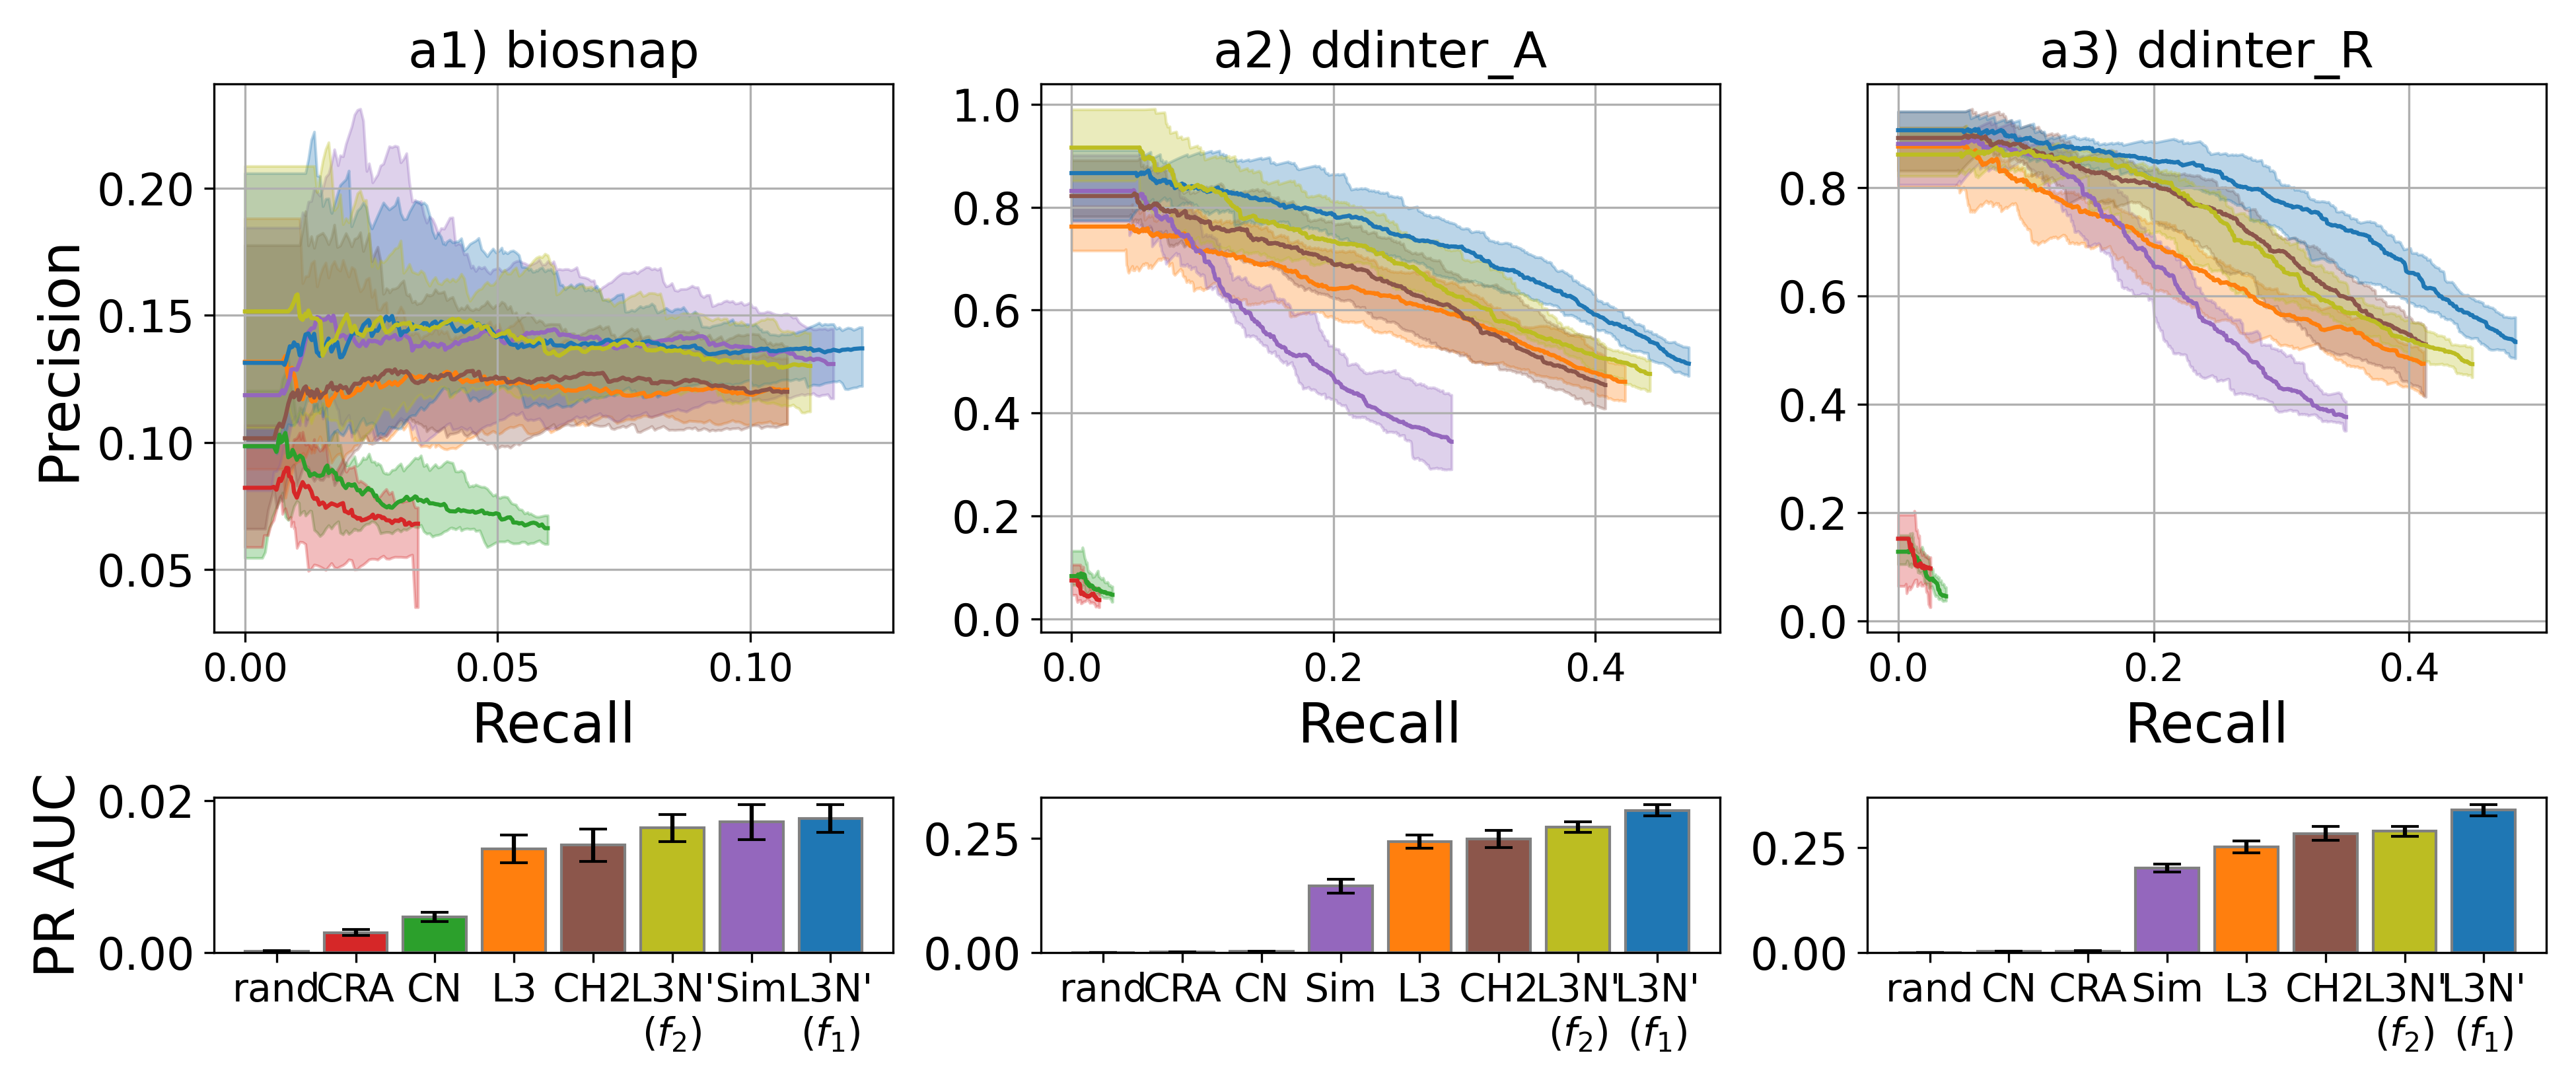 a1) biosnap
a2) ddinter_A
a3) ddinter_R
Precision
0.20
0.15
0.10
0.05
0.00 0.05 0.10
Recall
1.0
0.8
0.6
0.4
0.2
0.0
0.0 0.2 0.4
Recall
0.8
0.6
0.4
0.2
0.0
0.0 0.2 0.4
Recall
PR AUC
0.02
0.00
rand CRA CN L3 CH2 L3N' Sim L3N'
(f₂) (f₁)
0.25
0.00
rand CRA CN Sim L3 CH2 L3N' L3N'
(f₂) (f₁)
0.25
0.00
rand CN CRA Sim L3 CH2 L3N' L3N'
(f₂) (f₁)